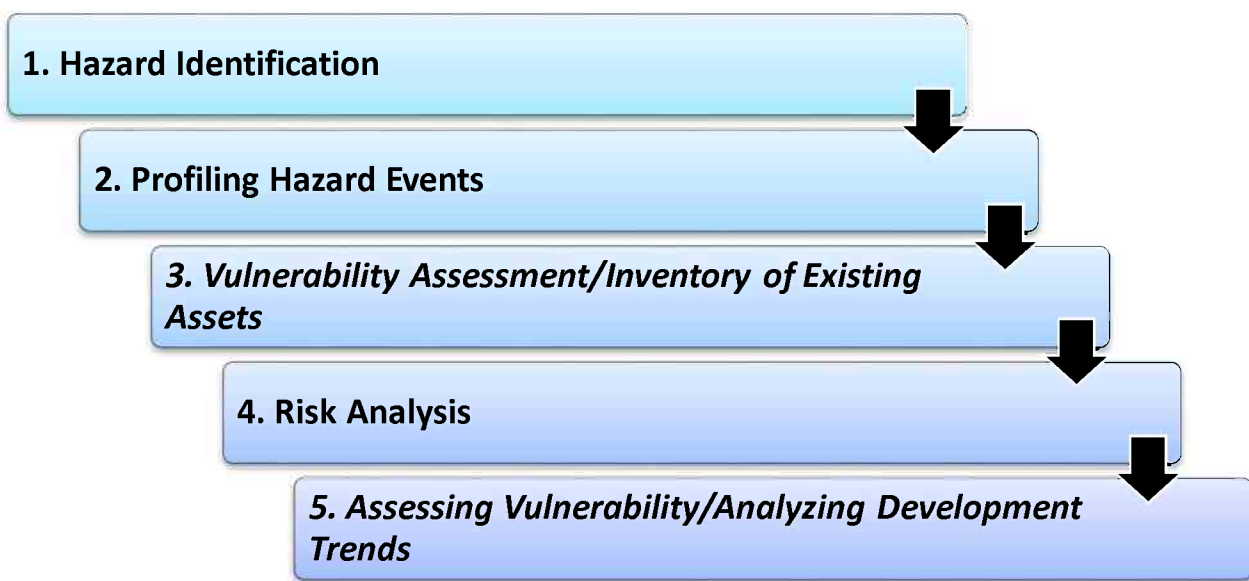 1. Hazard Identification
2. Profiling Hazard Events
3. Vulnerability Assessment/Inventory of Existing
Assets
4. Risk Analysis
5. Assessing Vulnerability/Analyzing Development
Trends